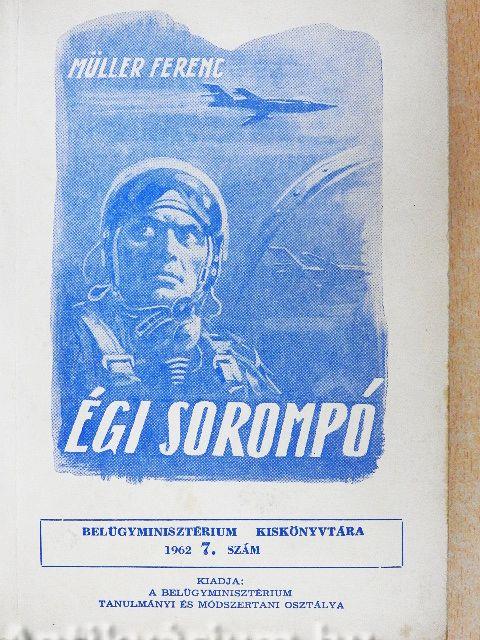 MÜLLER FERENC
ÉGI SOROMPÓ
BELÜGYMINISZTÉRIUM KISKÖNYVTÁRA
1962 7. SZÁM
KIADJA:
A BELÜGYMINISZTÉRIUM
TANULMÁNYI ÉS MÓDSZERTANI OSZTÁLYA